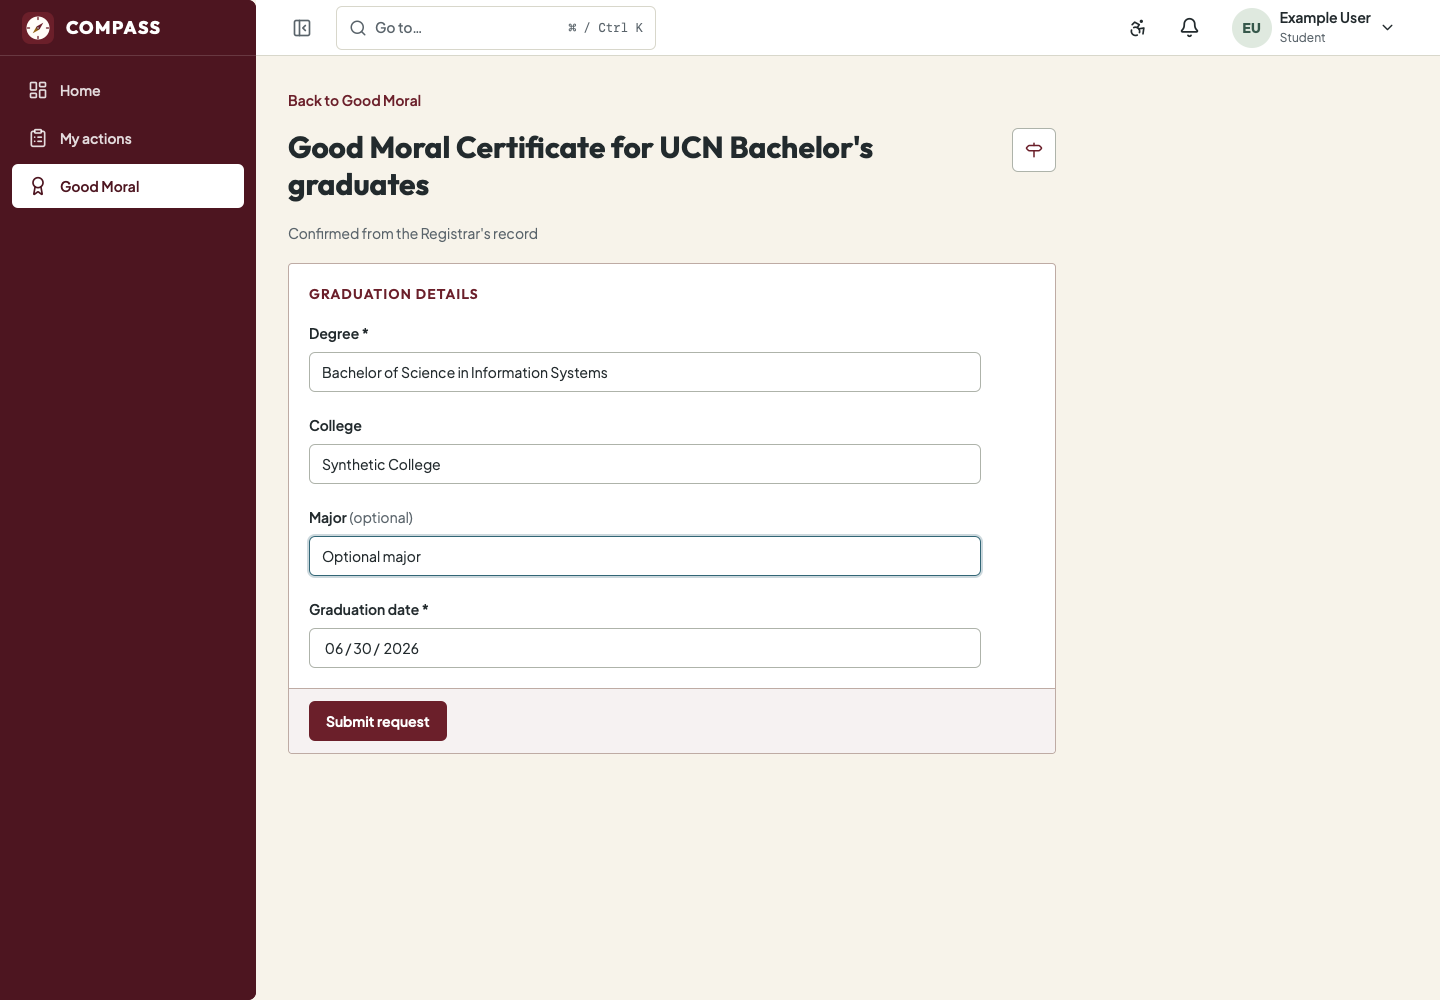 COMPASS
Go to...
⌘ / Ctrl K
EU
Example User
Student
Home
My actions
Good Moral
Back to Good Moral
Good Moral Certificate for UCN Bachelor's
graduates
Confirmed from the Registrar's record
GRADUATION DETAILS
Degree *
Bachelor of Science in Information Systems
College
Synthetic College
Major (optional)
Optional major
Graduation date *
06/30/2026
Submit request